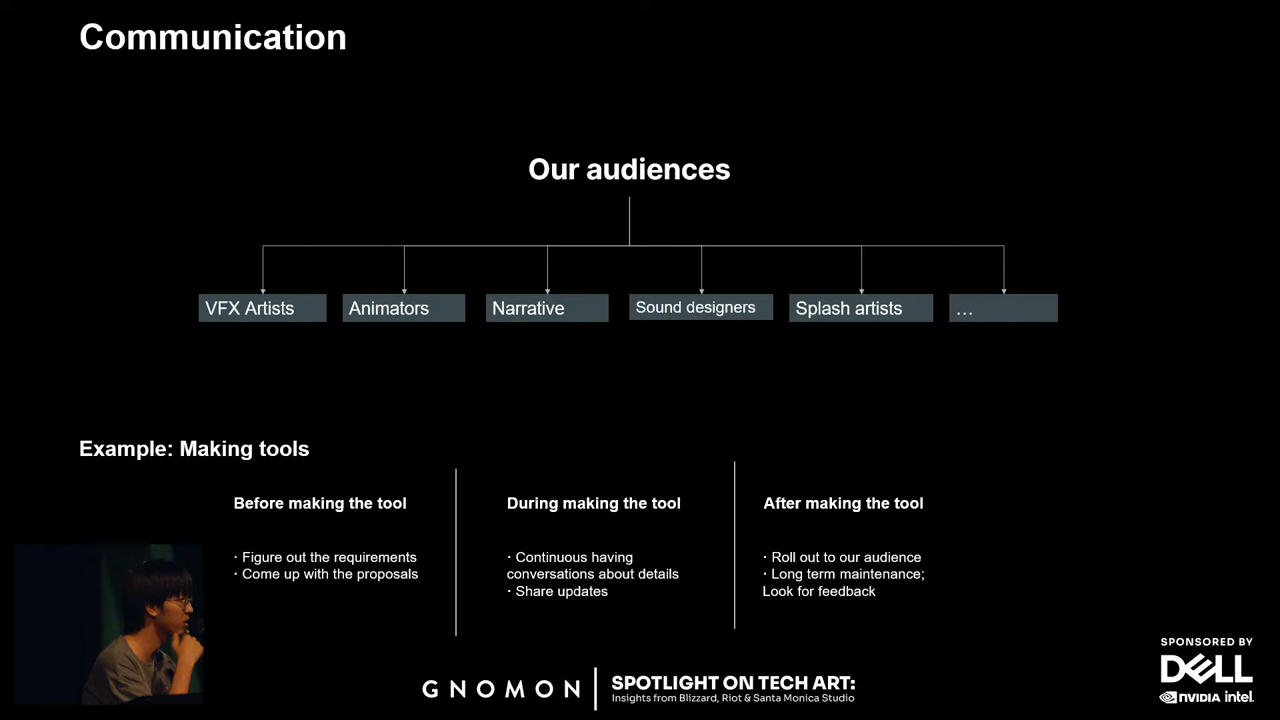 Communication
Our audiences
VFX Artists
Animators
Narrative
Sound designers
Splash artists
…
Example: Making tools
Before making the tool
· Figure out the requirements
· Come up with the proposals
During making the tool
· Continuous having
conversations about details
· Share updates
After making the tool
· Roll out to our audience
· Long term maintenance;
Look for feedback
GNOMON
SPOTLIGHT ON TECH ART:
Insights from Blizzard, Riot & Santa Monica Studio
SPONSORED BY
DELL
NVIDIA intel.